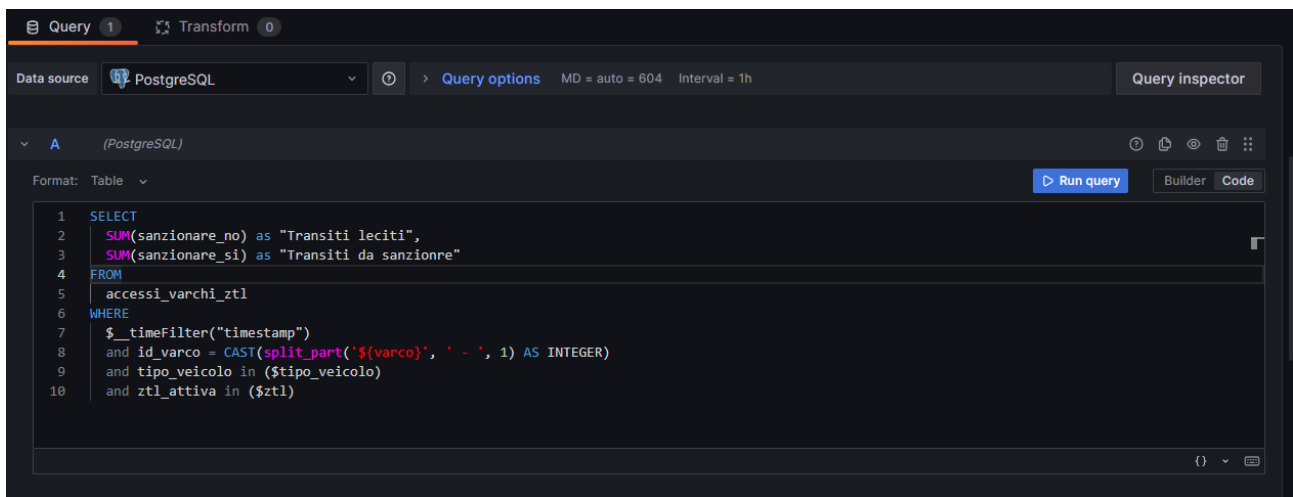 Query 1 Transform 0
Data source PostgreSQL Query options MD = auto = 604 Interval = 1h Query inspector
A (PostgreSQL)
Format: Table Run query Builder Code
1 SELECT
2 SUM(sanzionare_no) as "Transiti leciti",
3 SUM(sanzionare_si) as "Transiti da sanzionre"
4 FROM
5 accessi_varchi_ztl
6 WHERE
7 $__timeFilter("timestamp")
8 and id_varco = CAST(split_part('${varco}', ' - ', 1) AS INTEGER)
9 and tipo_veicolo in ($tipo_veicolo)
10 and ztl_attiva in ($ztl)
{}